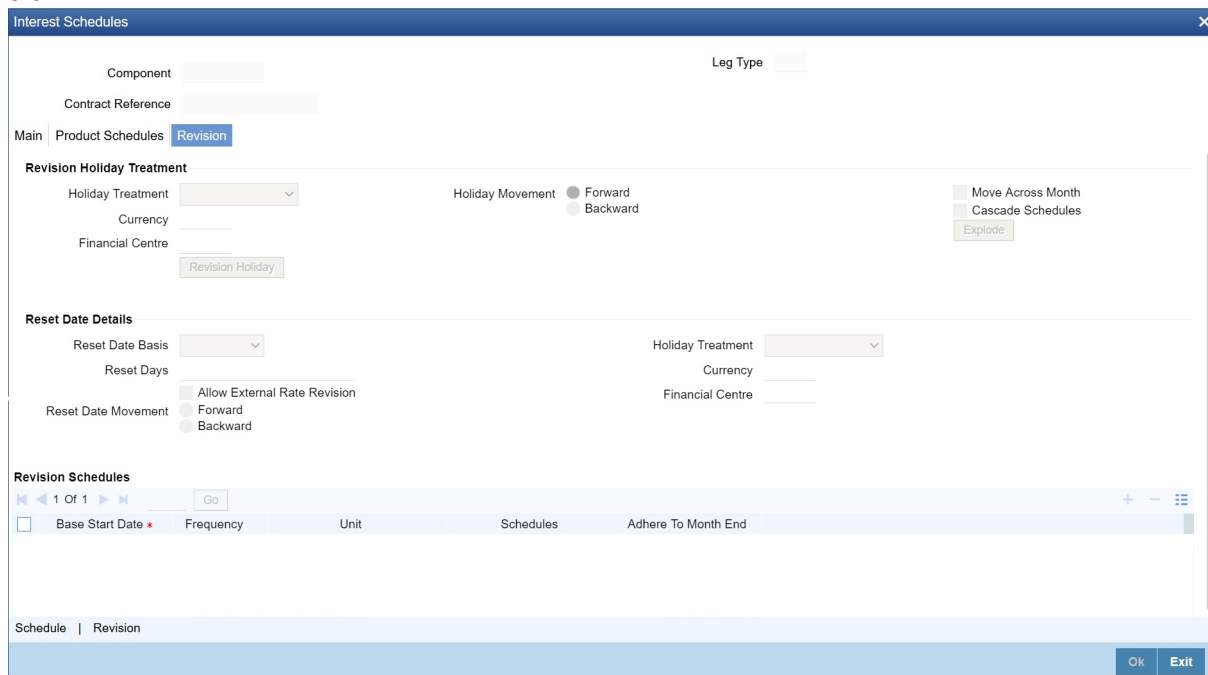 Interest Schedules
Component
Leg Type
Contract Reference
Main Product Schedules Revision
Revision Holiday Treatment
Holiday Treatment Holiday Movement Forward Move Across Month
Backward Cascade Schedules
Currency
Explode
Financial Centre
Revision Holiday
Reset Date Details
Reset Date Basis Holiday Treatment
Reset Days Currency
Allow External Rate Revision Financial Centre
Reset Date Movement Forward
Backward
Revision Schedules
1 Of 1 Go
Base Start Date * Frequency Unit Schedules Adhere To Month End
Schedule | Revision
Ok Exit